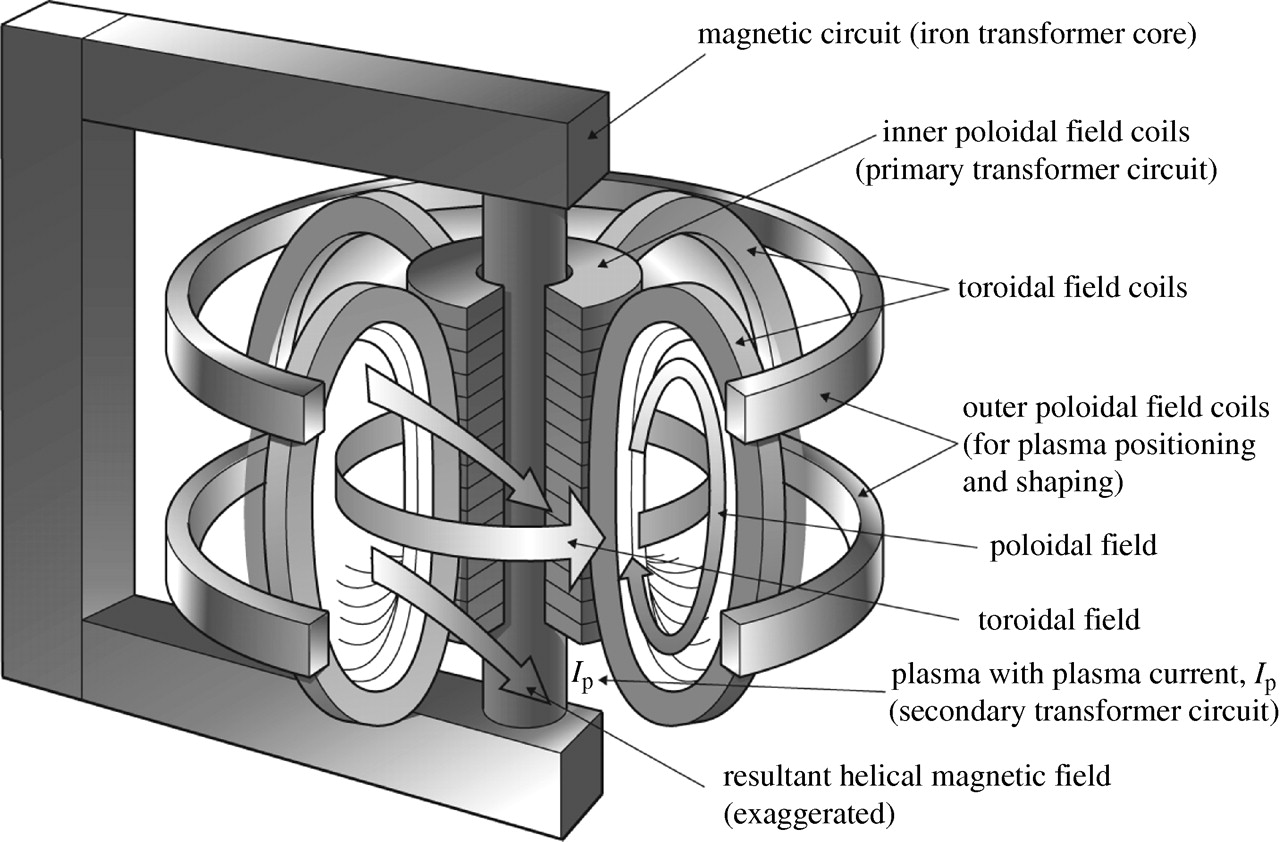 magnetic circuit (iron transformer core)
inner poloidal field coils
(primary transformer circuit)
toroidal field coils
outer poloidal field coils
(for plasma positioning
and shaping)
poloidal field
toroidal field
Ip
plasma with plasma current, Ip
(secondary transformer circuit)
resultant helical magnetic field
(exaggerated)